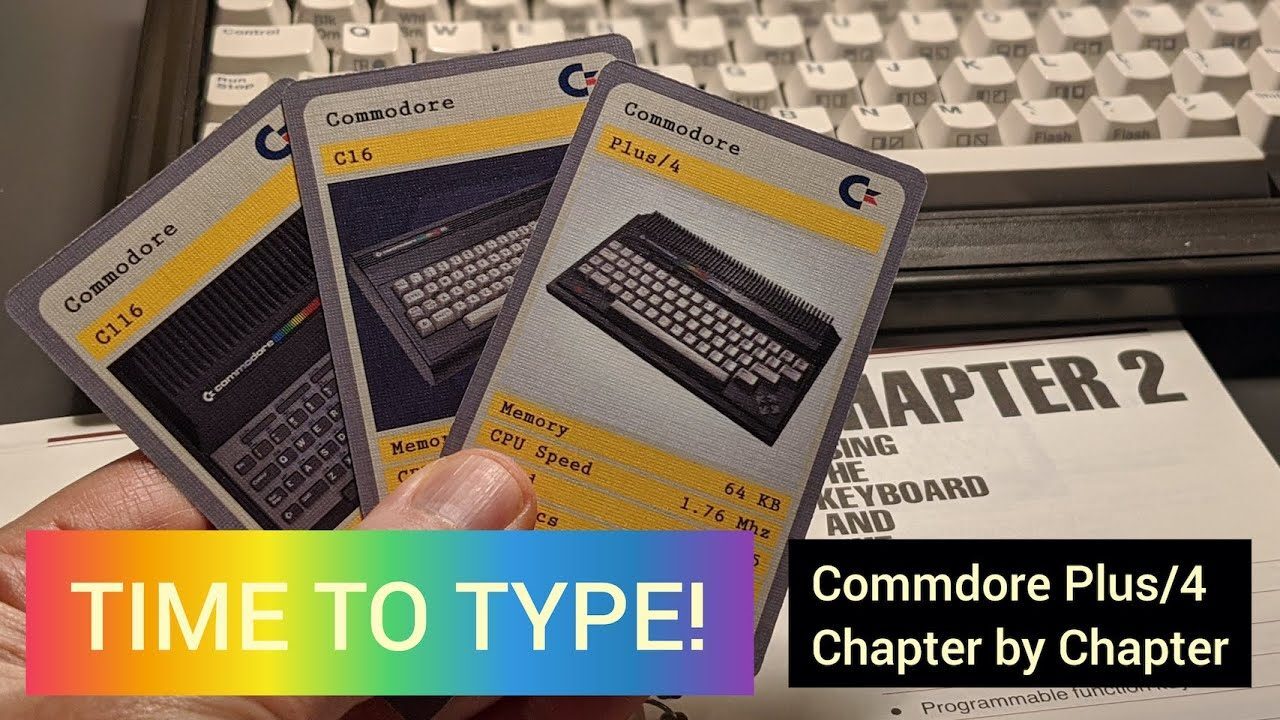 Control
Q
W
E
Run
Stop
G
H
J
K
L
B
N
M
Flash
Flash
Commodore
C116
commodore
Commodore
C16
Memo
Commodore
Plus/4
Memory
64 KB
CPU Speed
1.76 Mhz
CHAPTER 2
KEYBOARD
AND
TIME TO TYPE!
Commdore Plus/4
Chapter by Chapter
• Programmable function